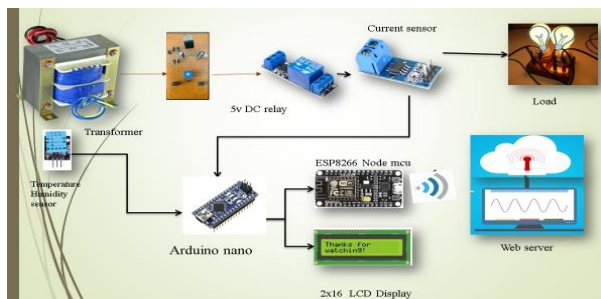 Current sensor
5v DC relay
Load
Transformer
Temperature
Humidity
sensor
ESP8266 Node mcu
Arduino nano
Thanks for
watchin9!
Web server
2x16 LCD Display